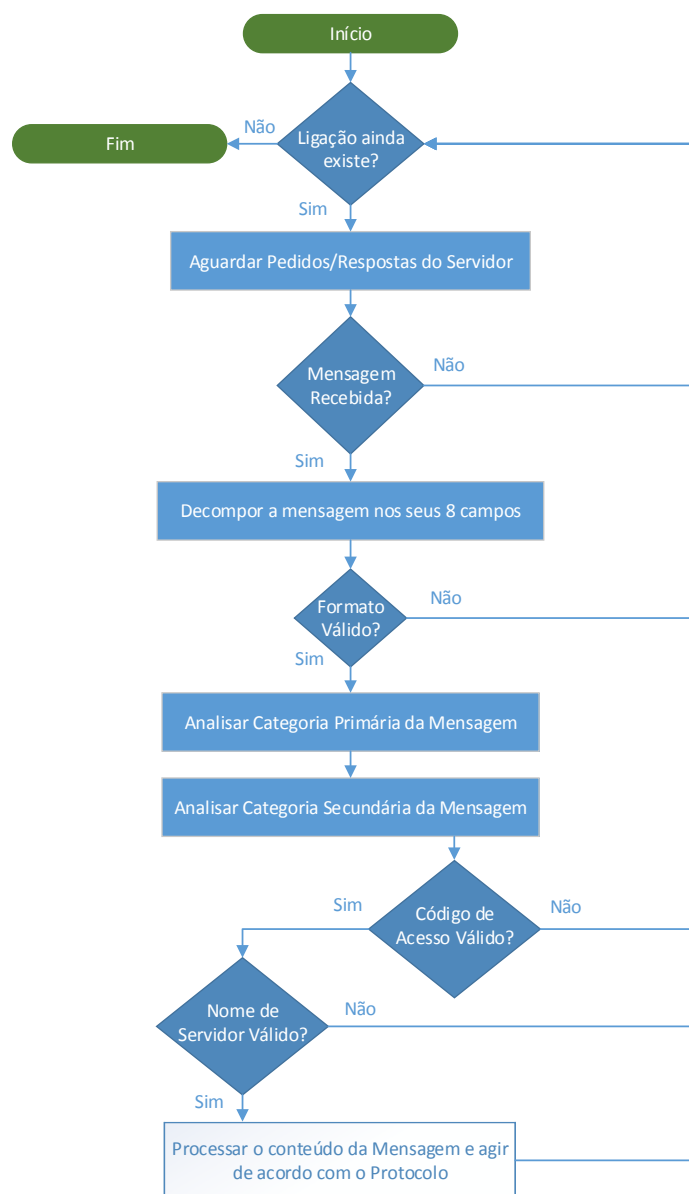 Início
Ligação ainda
existe?
Não
Fim
Sim
Aguardar Pedidos/Respostas do Servidor
Mensagem
Recebida?
Não
Sim
Decompor a mensagem nos seus 8 campos
Formato
Válido?
Não
Sim
Analisar Categoria Primária da Mensagem
Analisar Categoria Secundária da Mensagem
Código de
Acesso Válido?
Sim
Não
Nome de
Servidor Válido?
Não
Sim
Processar o conteúdo da Mensagem e agir
de acordo com o Protocolo